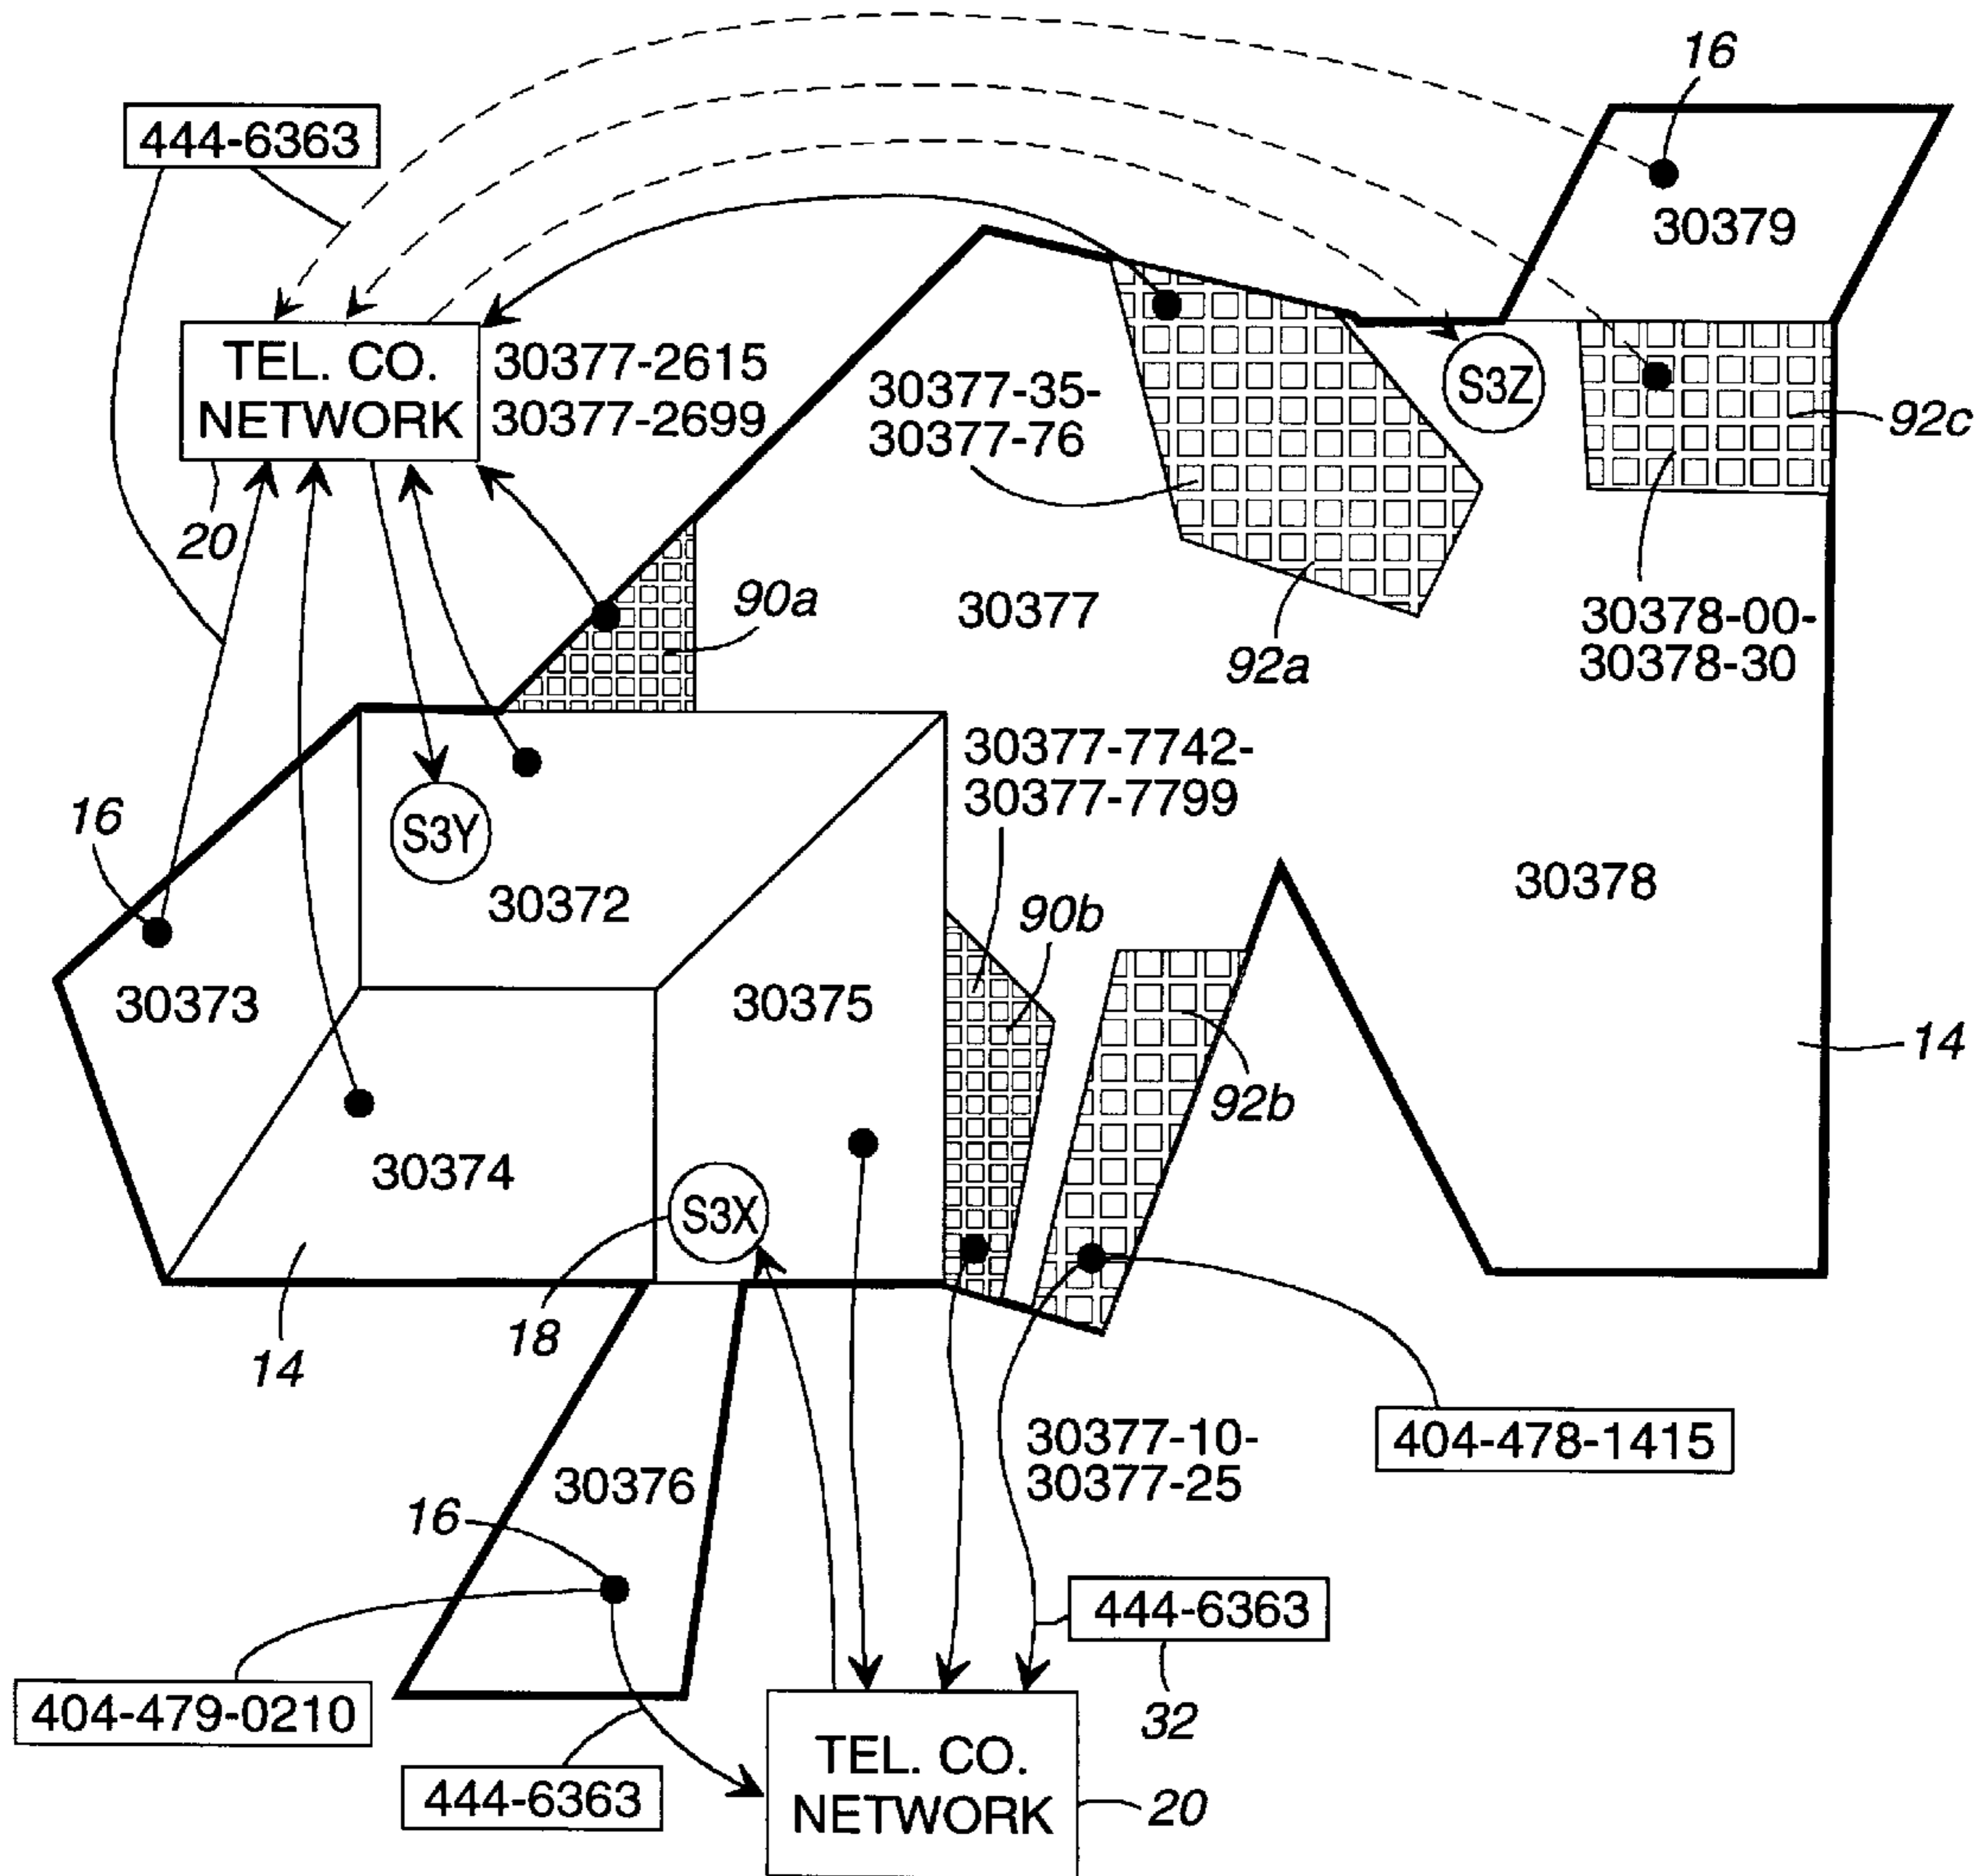 16
444-6363
30379
TEL. CO.
NETWORK
30377-2615
30377-2699
30377-35-
30377-76
S3Z
92c
20
90a
30377
92a
30378-00-
30378-30
30377-7742-
30377-7799
16
S3Y
30372
30378
90b
30373
30375
14
92b
30374
S3X
18
14
30377-10-
30377-25
404-478-1415
30376
16
444-6363
404-479-0210
32
444-6363
TEL. CO.
NETWORK
20